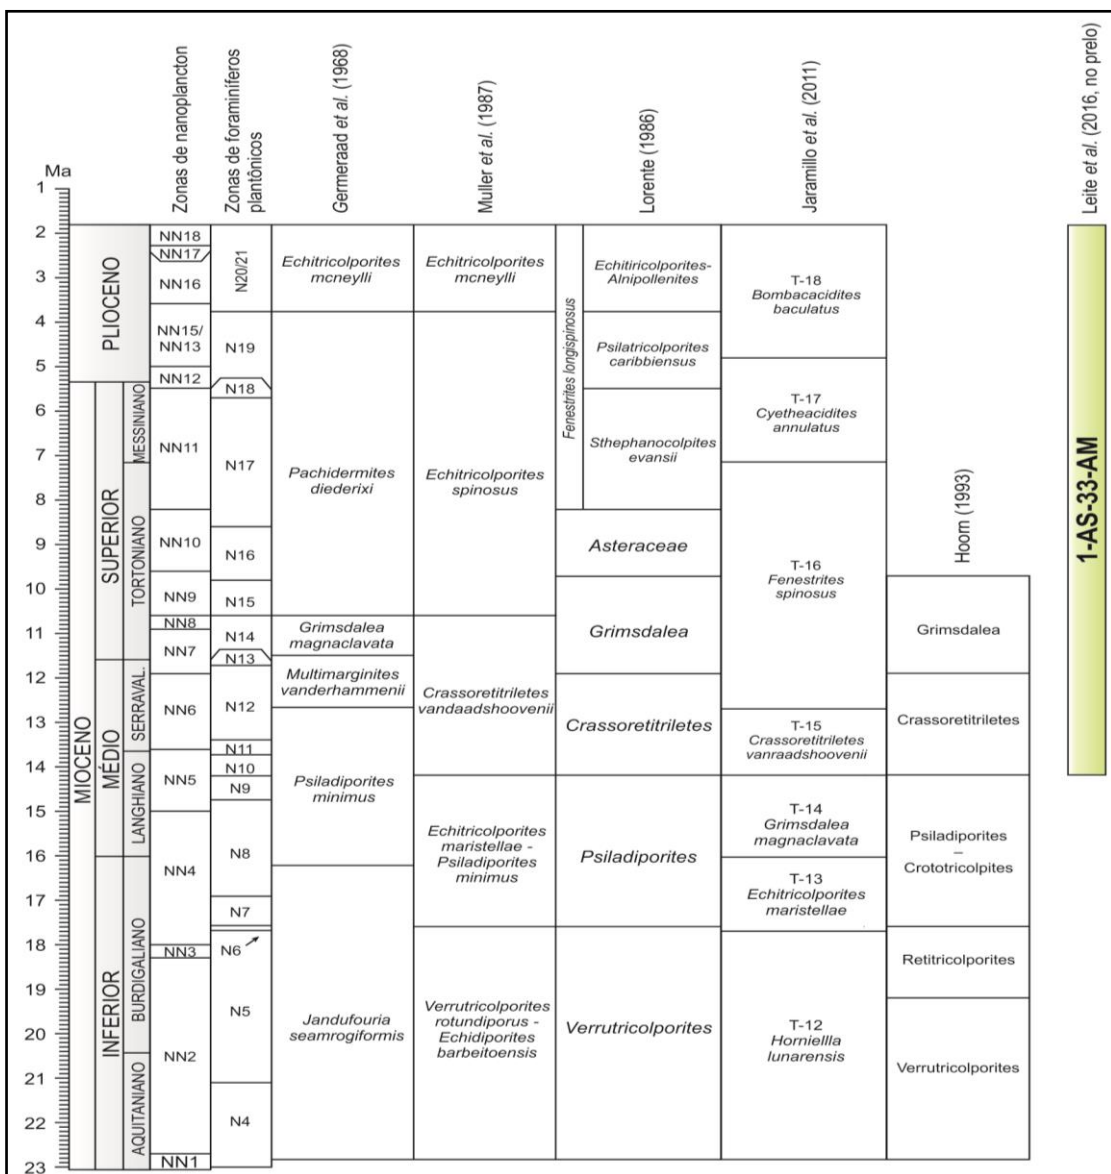 Ma
1
2
3
4
5
6
7
8
9
10
11
12
13
14
15
16
17
18
19
20
21
22
23
PLIOCENO
MIOCENO
SUPERIOR
MÉDIO
INFERIOR
MESSINIANO
TORTONIANO
SERRAVAL.
LANGHIANO
BURDIGALIANO
AQUITANIANO
Zonas de nanoplancton
NN18
NN17
NN16
NN15/
NN13
NN12
NN11
NN10
NN9
NN8
NN7
NN6
NN5
NN4
NN3
NN2
NN1
Zonas de foraminíferos
plantônicos
N20/21
N19
N18
N17
N16
N15
N14
N13
N12
N11
N10
N9
N8
N7
N6
N5
N4
Germeraad et al. (1968)
Echitricolporites
mcneylli
Pachidermites
diederixi
Grimsdalea
magnaclavata
Multimarginites
vanderhammenii
Psiladiporites
minimus
Jandufouria
seamrogiformis
Muller et al. (1987)
Echitricolporites
mcneylli
Echitricolporites
spinosus
Crassoretitriletes
vandaadshoovenii
Echitricolporites
maristellae -
Psiladiporites
minimus
Verrutricolporites
rotundiporus -
Echidiporites
barbeitoensis
Lorente (1986)
Fenestrites longispinosus
Echitiricolporites-
Alnipollenites
Psilatricolporites
caribbiensus
Sthephanocolpites
evansii
Asteraceae
Grimsdalea
Crassoretitriletes
Psiladiporites
Verrutricolporites
Jaramillo et al. (2011)
T-18
Bombacacidites
baculatus
T-17
Cyetheacidites
annulatus
T-16
Fenestrites
spinosus
T-15
Crassoretitriletes
vanraadshoovenii
T-14
Grimsdalea
magnaclavata
T-13
Echitricolporites
maristellae
T-12
Horniellla
lunarensis
Hoorn (1993)
Grimsdalea
Crassoretitriletes
Psiladiporites
–
Crototricolpites
Retitricolporites
Verrutricolporites
Leite et al. (2016, no prelo)
1-AS-33-AM